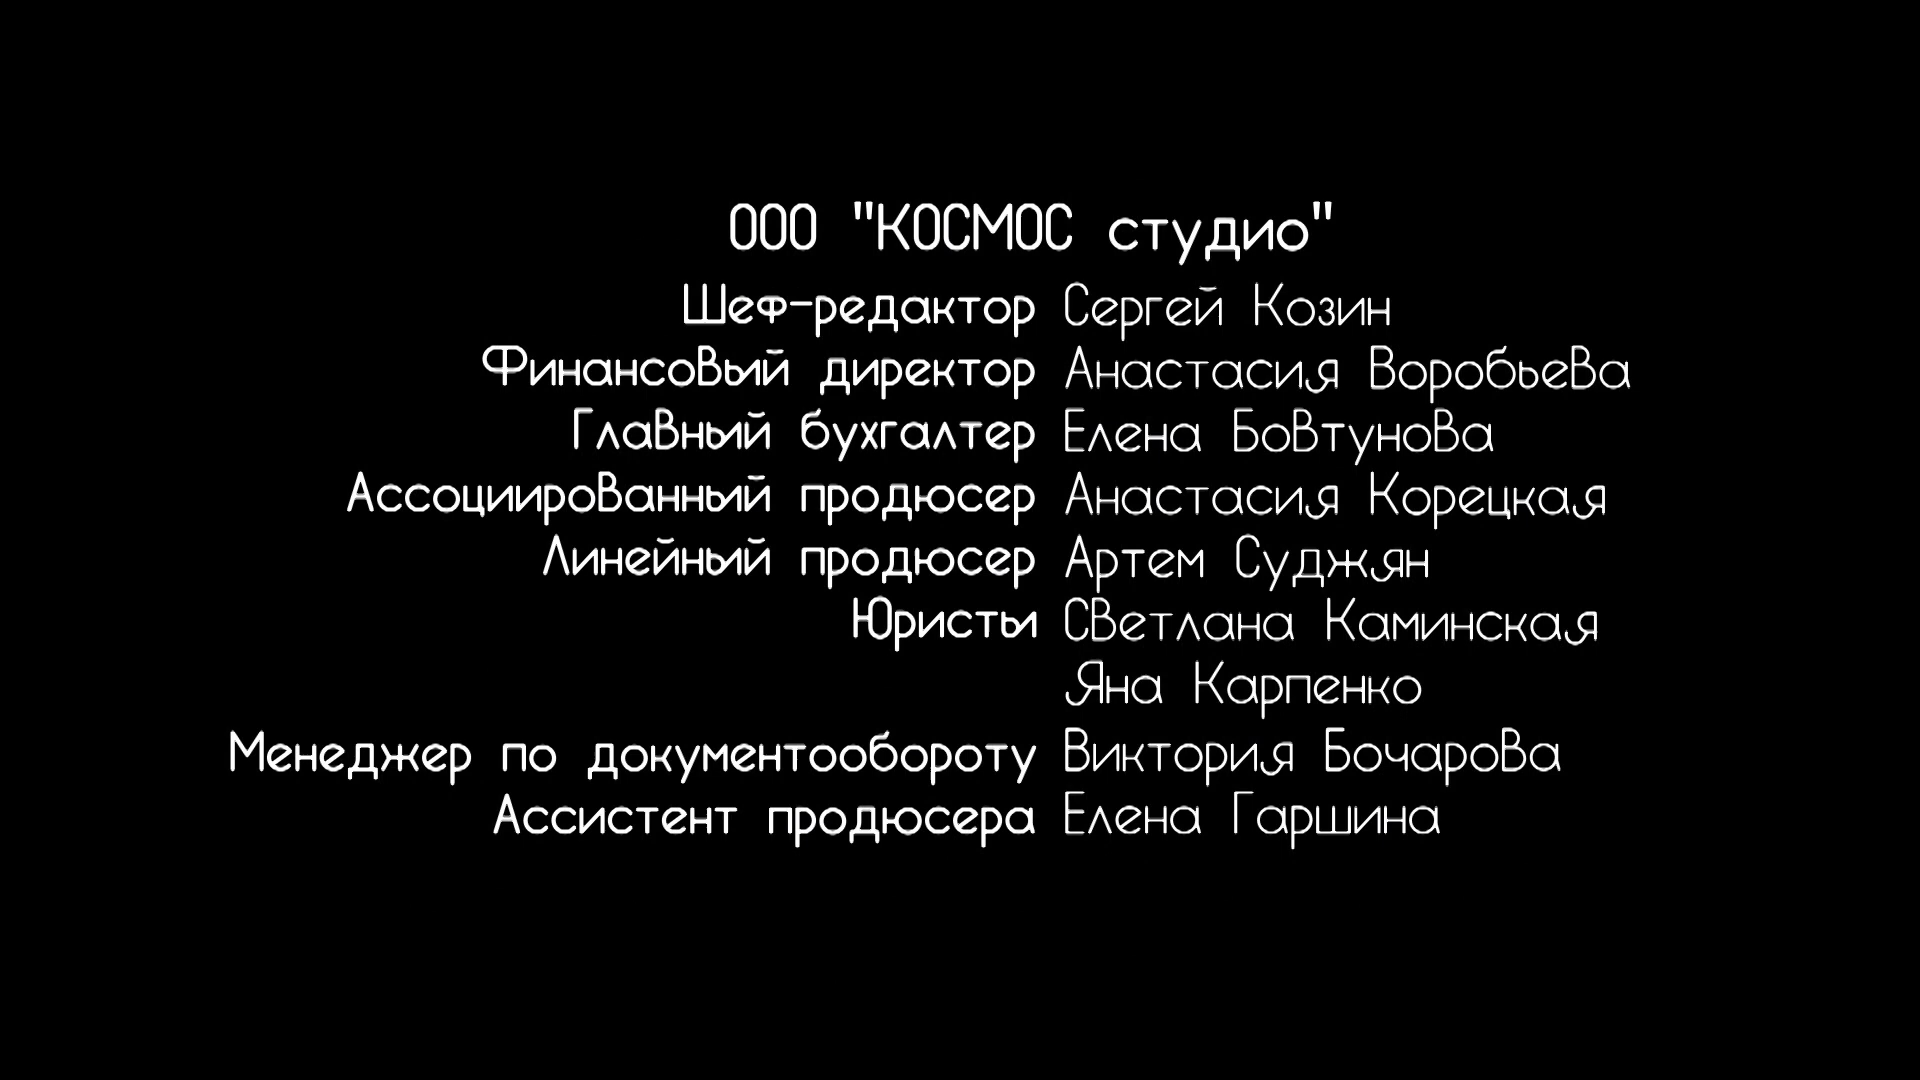 ООО "КОСМОС студио"
Шеф-редактор Сергей Козин
Финансовый директор Анастасия Воробьева
Главный бухгалтер Елена Бовтунова
Ассоциированный продюсер Анастасия Корецкая
Линейный продюсер Артем Суджян
Юристы Светлана Каминская
Яна Карпенко
Менеджер по документообороту Виктория Бочарова
Ассистент продюсера Елена Гаршина